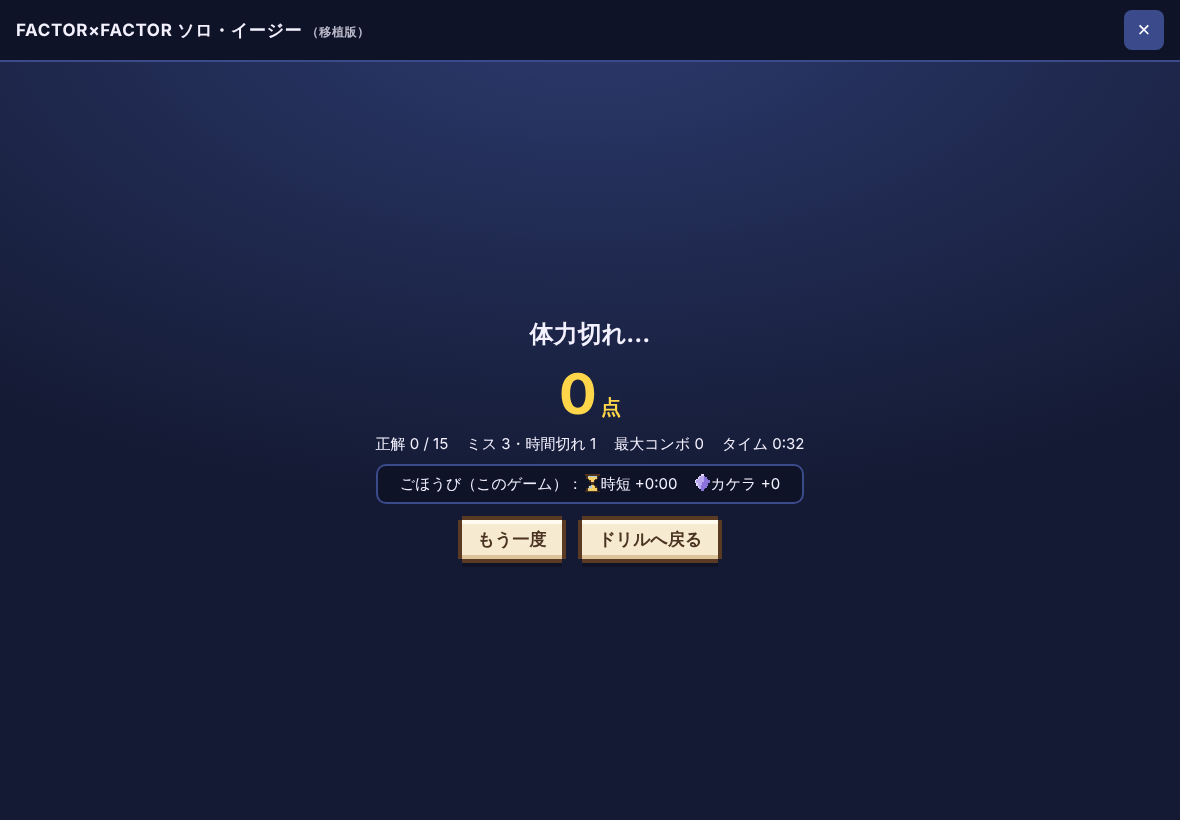 FACTOR×FACTOR ソロ・イージー （移植版）
✕
体力切れ…
0 点
正解 0 / 15 ミス 3・時間切れ 1 最大コンボ 0 タイム 0:32
ごほうび（このゲーム）：時短 +0:00 カケラ +0
もう一度 ドリルへ戻る